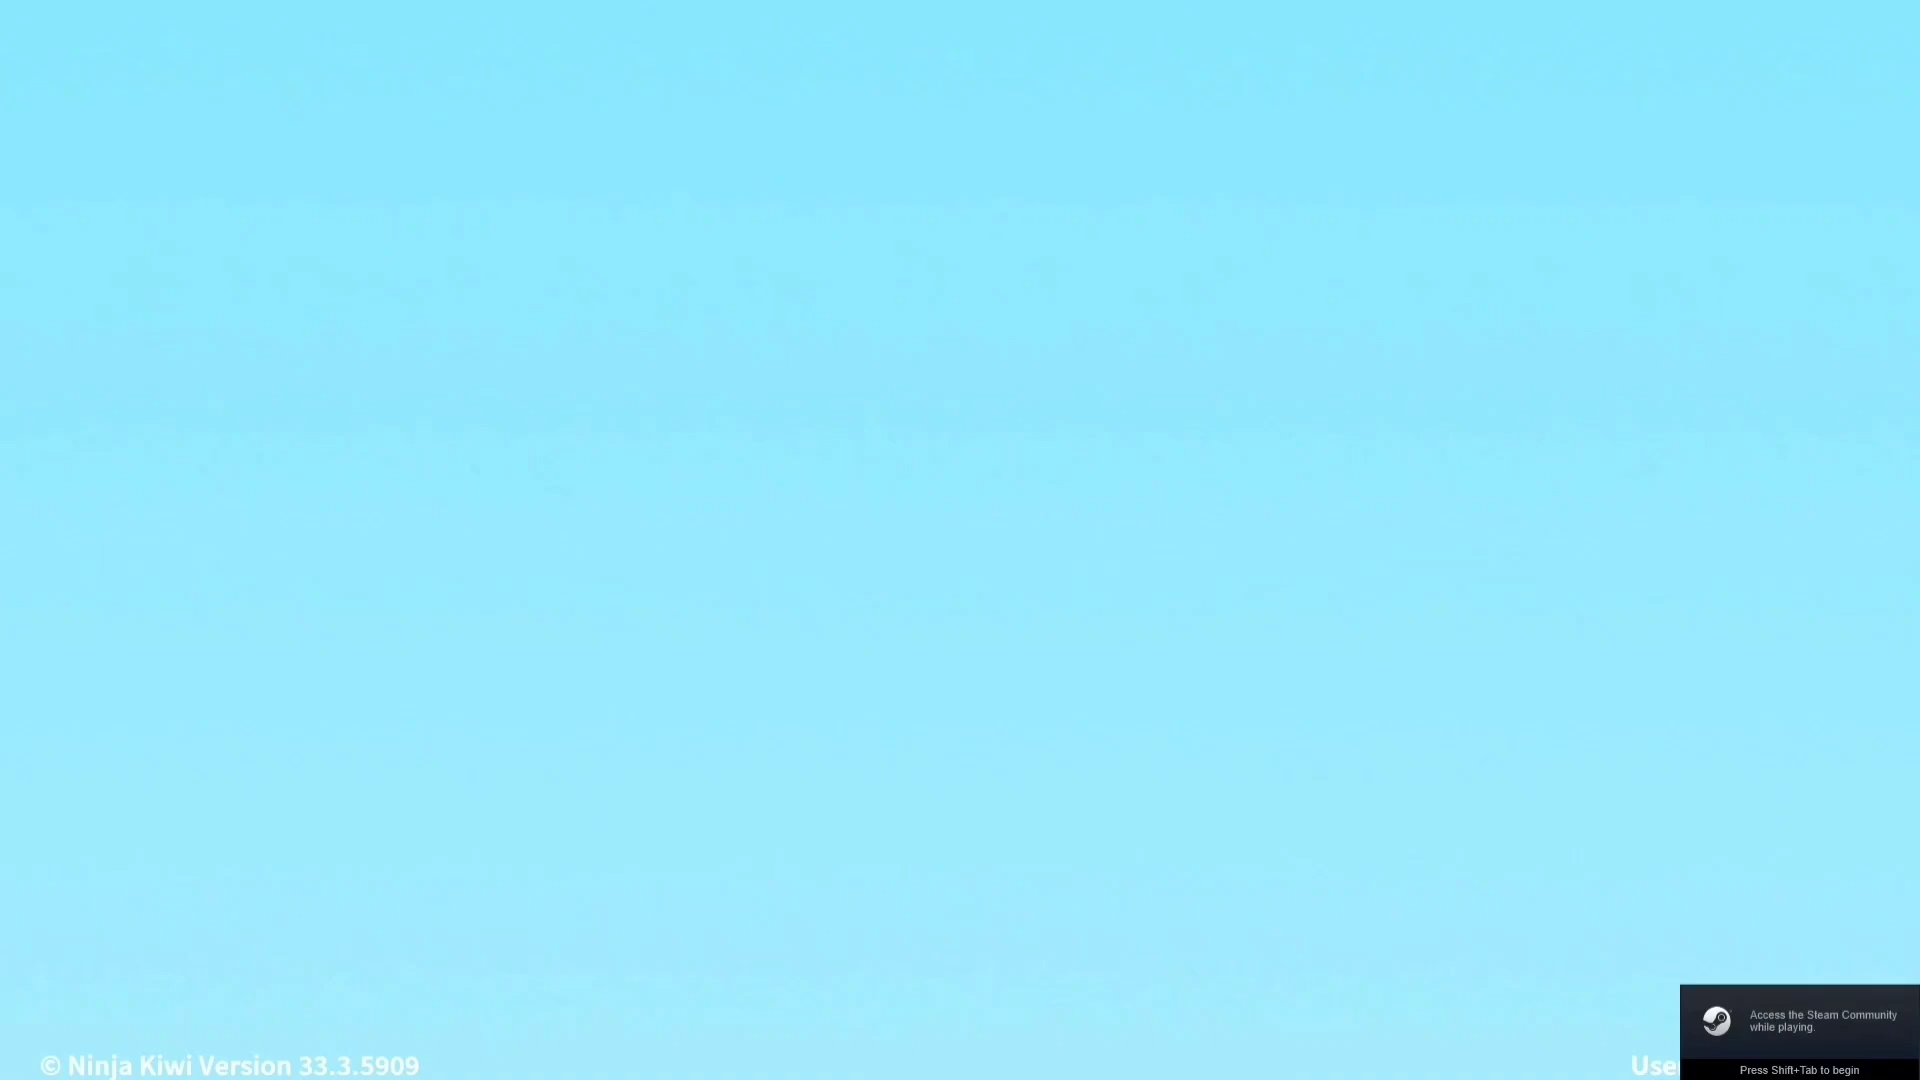 Access the Steam Community
while playing.
© Ninja Kiwi Version 33.3.5909
Press Shift+Tab to begin